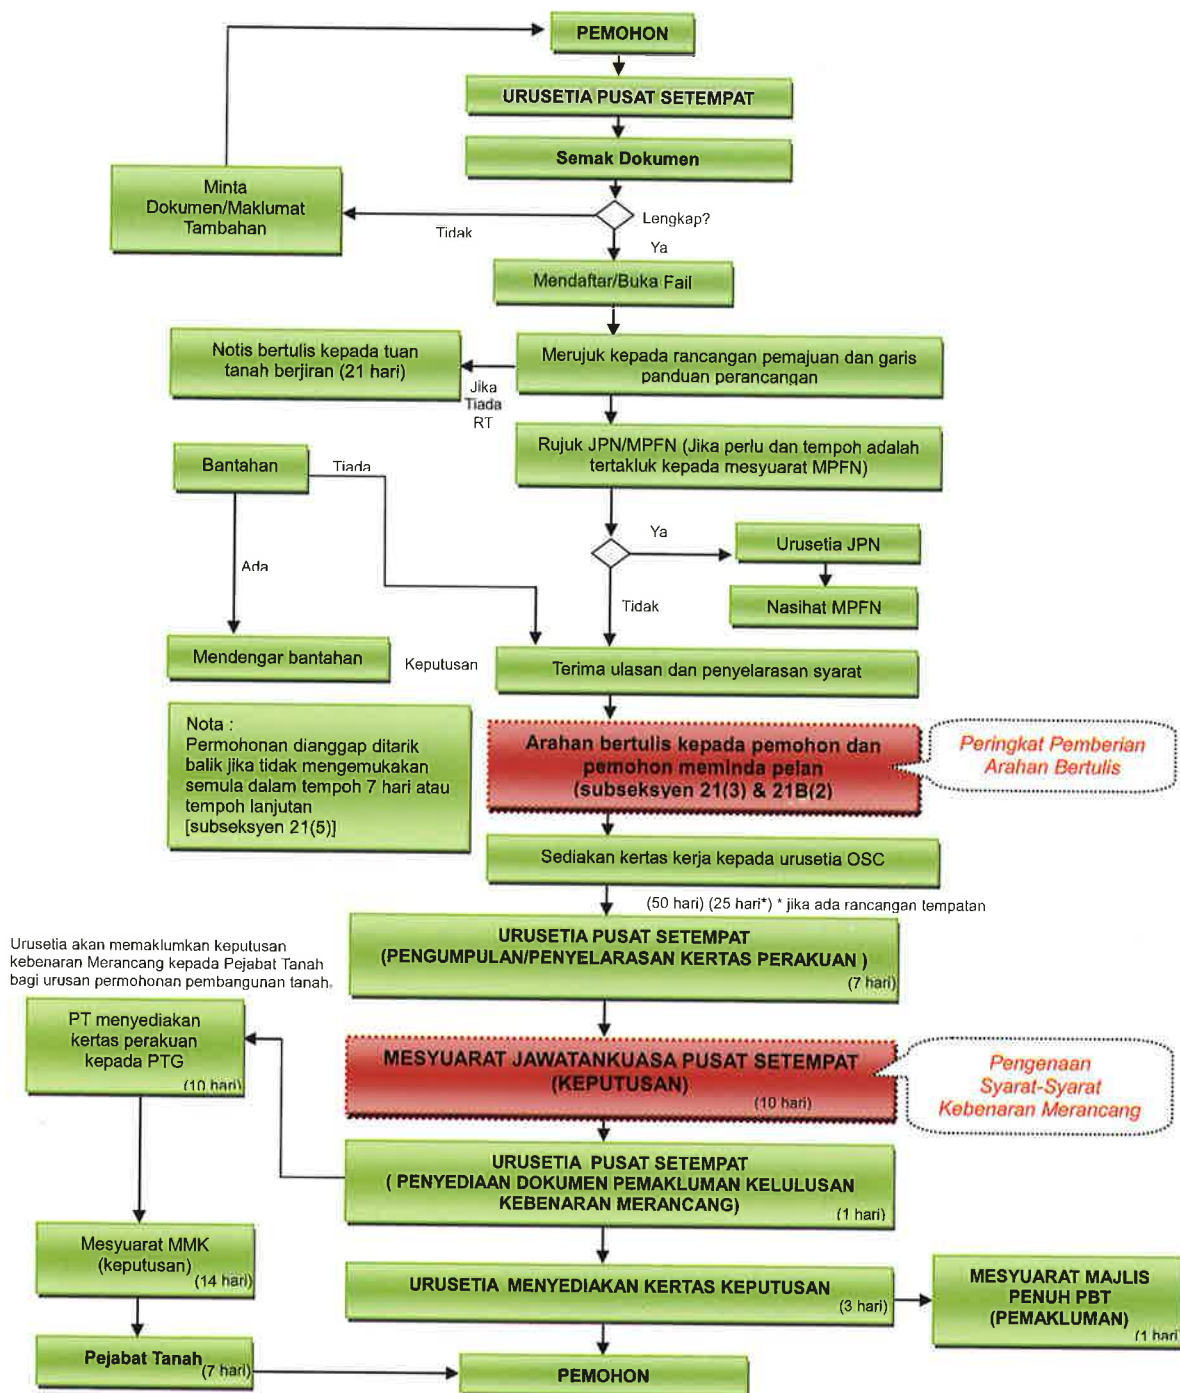 PEMOHON
URUSETIA PUSAT SETEMPAT
Semak Dokumen
Minta
Dokumen/Maklumat
Tambahan
Lengkap?
Tidak
Ya
Mendaftar/Buka Fail
Notis bertulis kepada tuan
tanah berjiran (21 hari)
Merujuk kepada rancangan pemajuan dan garis
panduan perancangan
Jika
Tiada
RT
Rujuk JPN/MPFN (Jika perlu dan tempoh adalah
tertakluk kepada mesyuarat MPFN)
Bantahan
Tiada
Ya
Urusetia JPN
Ada
Nasihat MPFN
Tidak
Mendengar bantahan
Keputusan
Terima ulasan dan penyelarasan syarat
Nota :
Permohonan dianggap ditarik
balik jika tidak mengemukakan
semula dalam tempoh 7 hari atau
tempoh lanjutan
[subseksyen 21(5)]
Arahan bertulis kepada pemohon dan
pemohon meminda pelan
(subseksyen 21(3) & 21B(2)
Peringkat Pemberian
Arahan Bertulis
Sediakan kertas kerja kepada urusetia OSC
(50 hari) (25 hari*) * jika ada rancangan tempatan
URUSETIA PUSAT SETEMPAT
(PENGUMPULAN/PENYELARASAN KERTAS PERAKUAN )
(7 hari)
Urusetia akan memaklumkan keputusan
kebenaran Merancang kepada Pejabat Tanah
bagi urusan permohonan pembangunan tanah.
PT menyediakan
kertas perakuan
kepada PTG
(10 hari)
MESYUARAT JAWATANKUASA PUSAT SETEMPAT
(KEPUTUSAN)
(10 hari)
Pengenaan
Syarat-Syarat
Kebenaran Merancang
URUSETIA PUSAT SETEMPAT
( PENYEDIAAN DOKUMEN PEMAKLUMAN KELULUSAN
KEBENARAN MERANCANG)
(1 hari)
Mesyuarat MMK
(keputusan)
(14 hari)
URUSETIA MENYEDIAKAN KERTAS KEPUTUSAN
(3 hari)
MESYUARAT MAJLIS
PENUH PBT
(PEMAKLUMAN)
(1 hari)
Pejabat Tanah
(7 hari)
PEMOHON